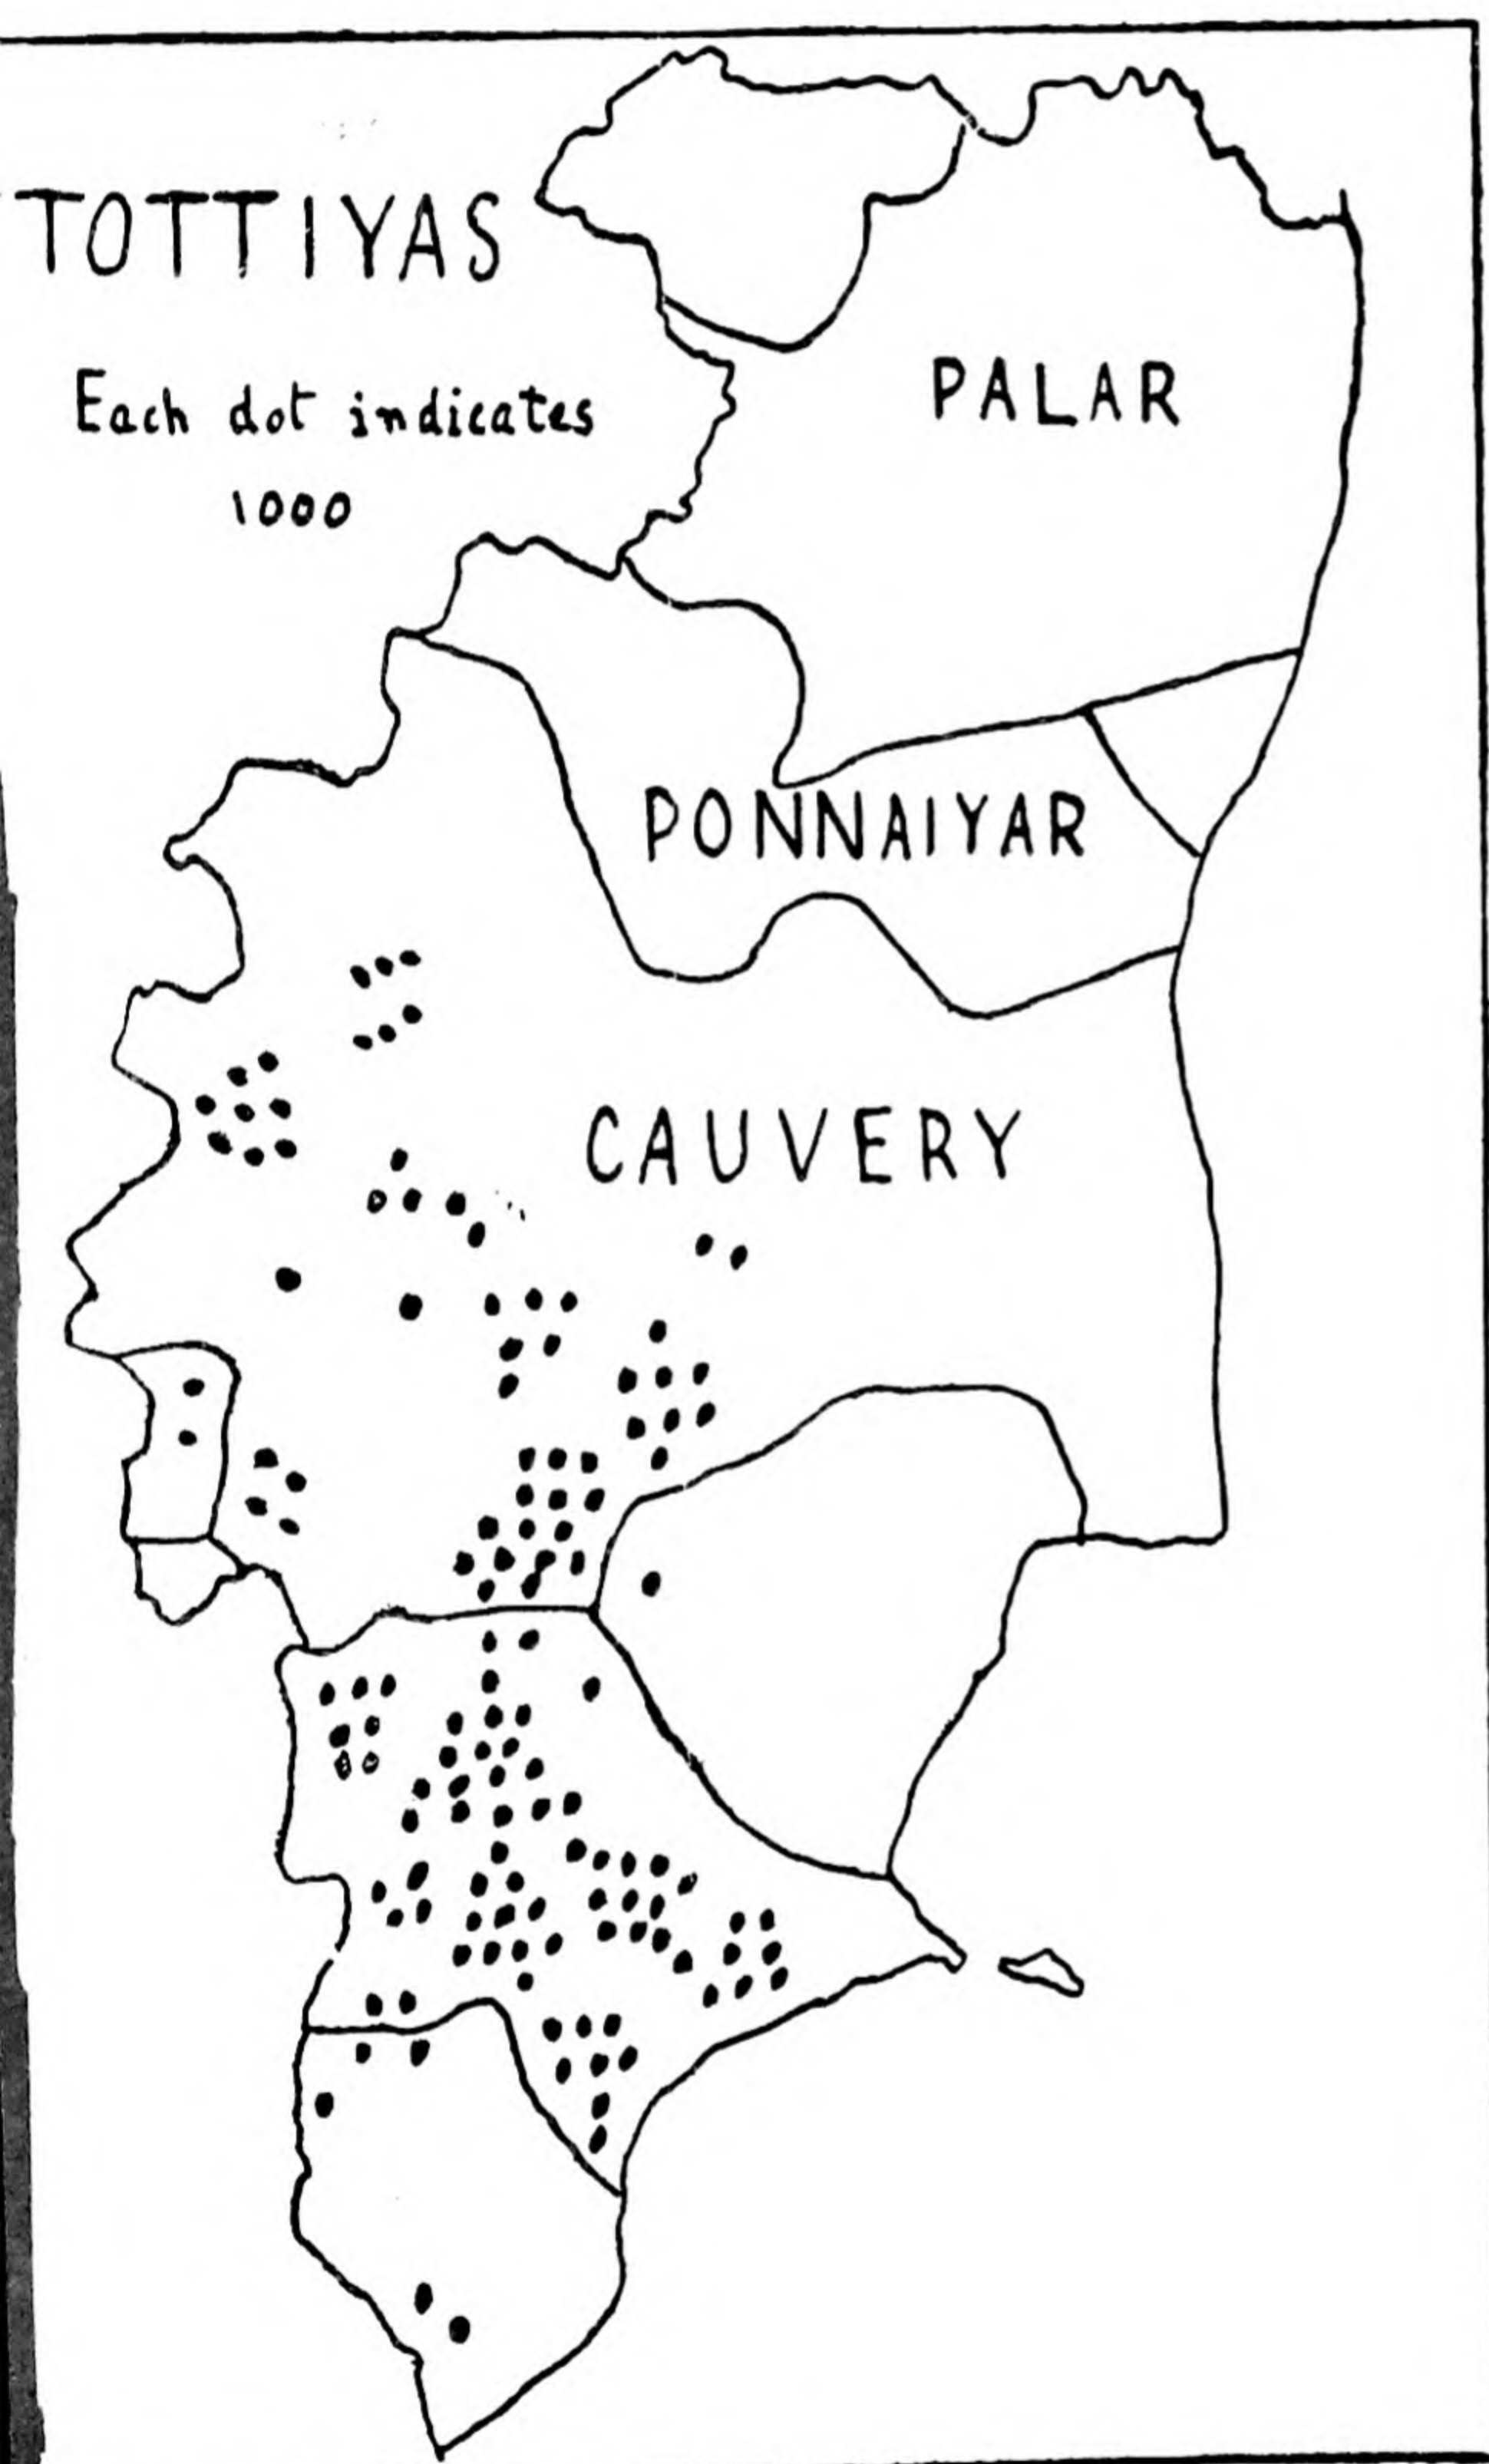 TOTTIYAS
Each dot indicates
1000
PALAR
PONNAIYAR
CAUVERY